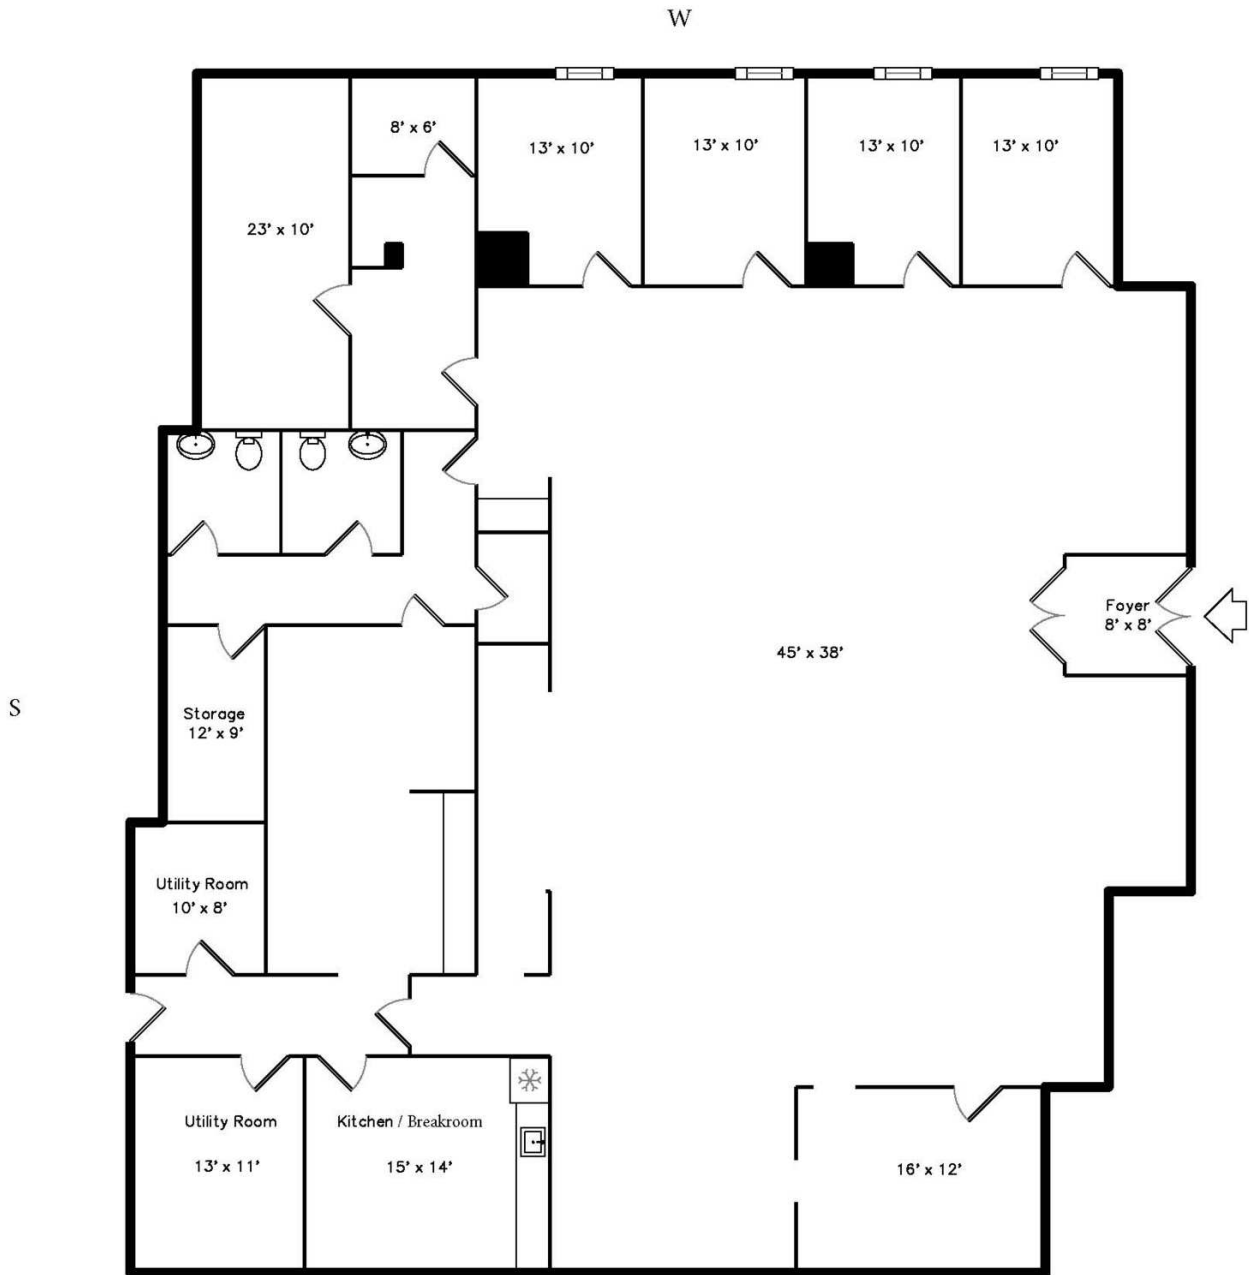 W
8' x 6'
13' x 10'
13' x 10'
13' x 10'
13' x 10'
23' x 10'
Foyer
8' x 8'
45' x 38'
S
Storage
12' x 9'
Utility Room
10' x 8'
Utility Room
13' x 11'
Kitchen / Breakroom
15' x 14'
16' x 12'